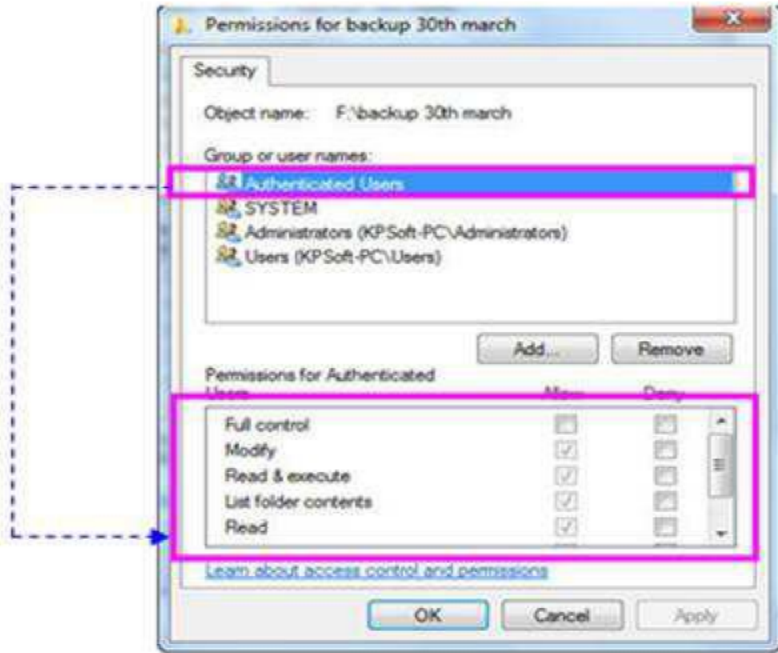 Permissions for backup 30th march
Security
Object name: F:\backup 30th march
Group or user names:
Authenticated Users
SYSTEM
Administrators (KPSoft-PC\Administrators)
Users (KPSoft-PC\Users)
Add... Remove
Permissions for Authenticated
Users Allow Deny
Full control
Modify
Read & execute
List folder contents
Read
Learn about access control and permissions
OK Cancel Apply